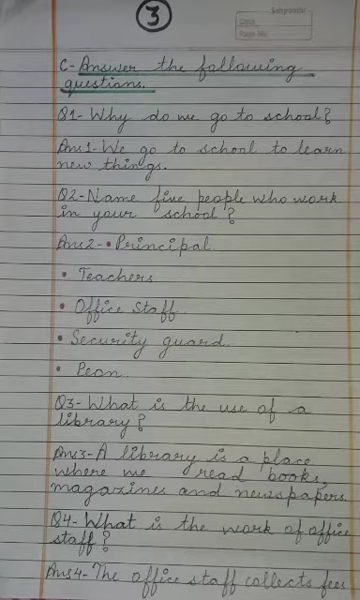 3
Date
Page No.
C- Answer the following
questions.
Q1- Why do we go to school?
Ans1- We go to school to learn
new things.
Q2- Name five people who work
in your school?
Ans2- • Principal
• Teachers
• Office Staff
• Security guard.
• Peon.
Q3- What is the use of a
library?
Ans3- A library is a place
where we read books,
magazines and newspapers
Q4- What is the work of office
staff?
Ans4- The office staff collects fees